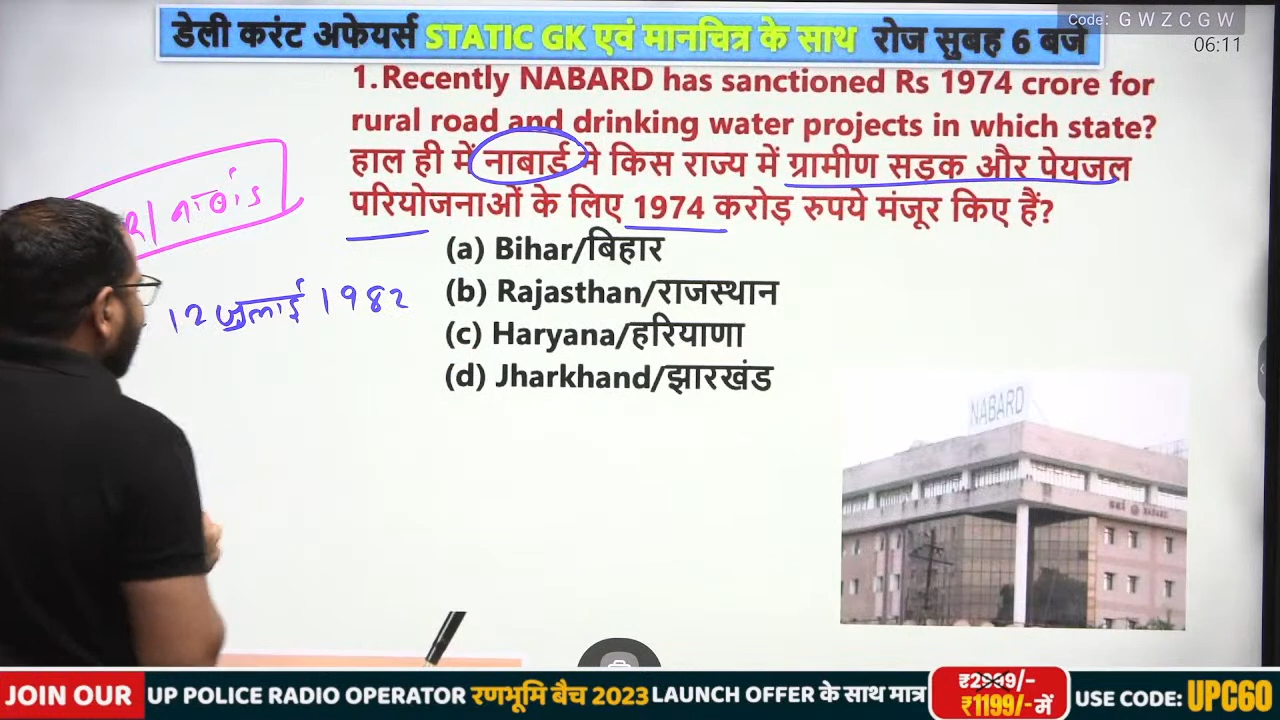 डेली करंट अफेयर्स STATIC GK एवं मानचित्र के साथ रोज सुबह 6 बजे
Code: G W Z C G W
06:11
1.Recently NABARD has sanctioned Rs 1974 crore for
rural road and drinking water projects in which state?
हाल ही में नाबार्ड ने किस राज्य में ग्रामीण सड़क और पेयजल
परियोजनाओं के लिए 1974 करोड़ रुपये मंजूर किए हैं?
(a) Bihar/बिहार
(b) Rajasthan/राजस्थान
(c) Haryana/हरियाणा
(d) Jharkhand/झारखंड
12 जुलाई 1982
NABARD
JOIN OUR UP POLICE RADIO OPERATOR रणभूमि बैच 2023 LAUNCH OFFER के साथ मात्र ₹2999/- ₹1199/- में USE CODE: UPC60